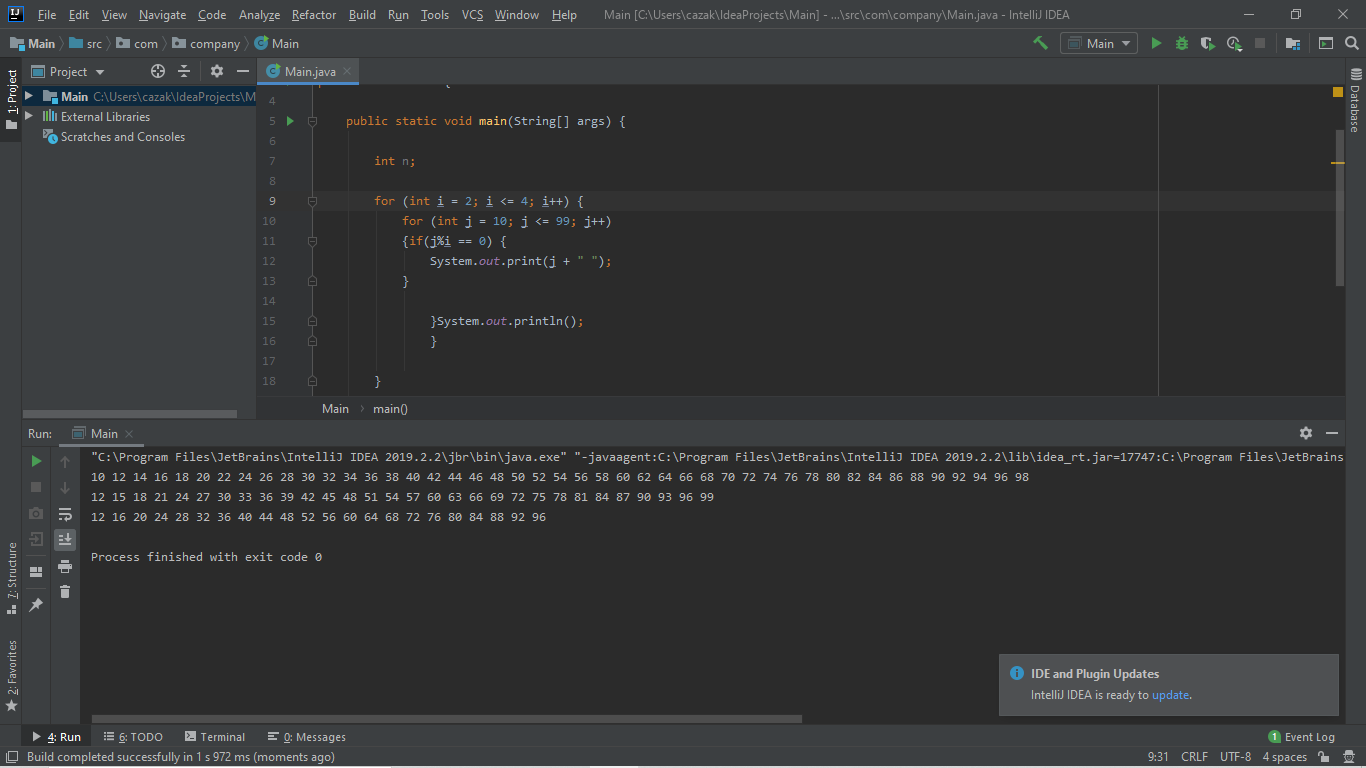 File Edit View Navigate Code Analyze Refactor Build Run Tools VCS Window Help Main [C:\Users\cazak\IdeaProjects\Main] - ...\src\com\company\Main.java - IntelliJ IDEA
Main src com company Main Main
1: Project
Project
Main.java
Database
Main C:\Users\cazak\IdeaProjects\M
External Libraries
Scratches and Consoles
4
5 public static void main(String[] args) {
6
7 int n;
8
9 for (int i = 2; i <= 4; i++) {
10 for (int j = 10; j <= 99; j++)
11 {if(j%i == 0) {
12 System.out.print(j + " ");
13 }
14
15 }System.out.println();
16 }
17
18 }
Main main()
Run: Main
"C:\Program Files\JetBrains\IntelliJ IDEA 2019.2.2\jbr\bin\java.exe" "-javaagent:C:\Program Files\JetBrains\IntelliJ IDEA 2019.2.2\lib\idea_rt.jar=17747:C:\Program Files\JetBrains
10 12 14 16 18 20 22 24 26 28 30 32 34 36 38 40 42 44 46 48 50 52 54 56 58 60 62 64 66 68 70 72 74 76 78 80 82 84 86 88 90 92 94 96 98
12 15 18 21 24 27 30 33 36 39 42 45 48 51 54 57 60 63 66 69 72 75 78 81 84 87 90 93 96 99
12 16 20 24 28 32 36 40 44 48 52 56 60 64 68 72 76 80 84 88 92 96
Process finished with exit code 0
7: Structure
2: Favorites
IDE and Plugin Updates
IntelliJ IDEA is ready to update.
4: Run 6: TODO Terminal 0: Messages 1 Event Log
Build completed successfully in 1 s 972 ms (moments ago) 9:31 CRLF UTF-8 4 spaces